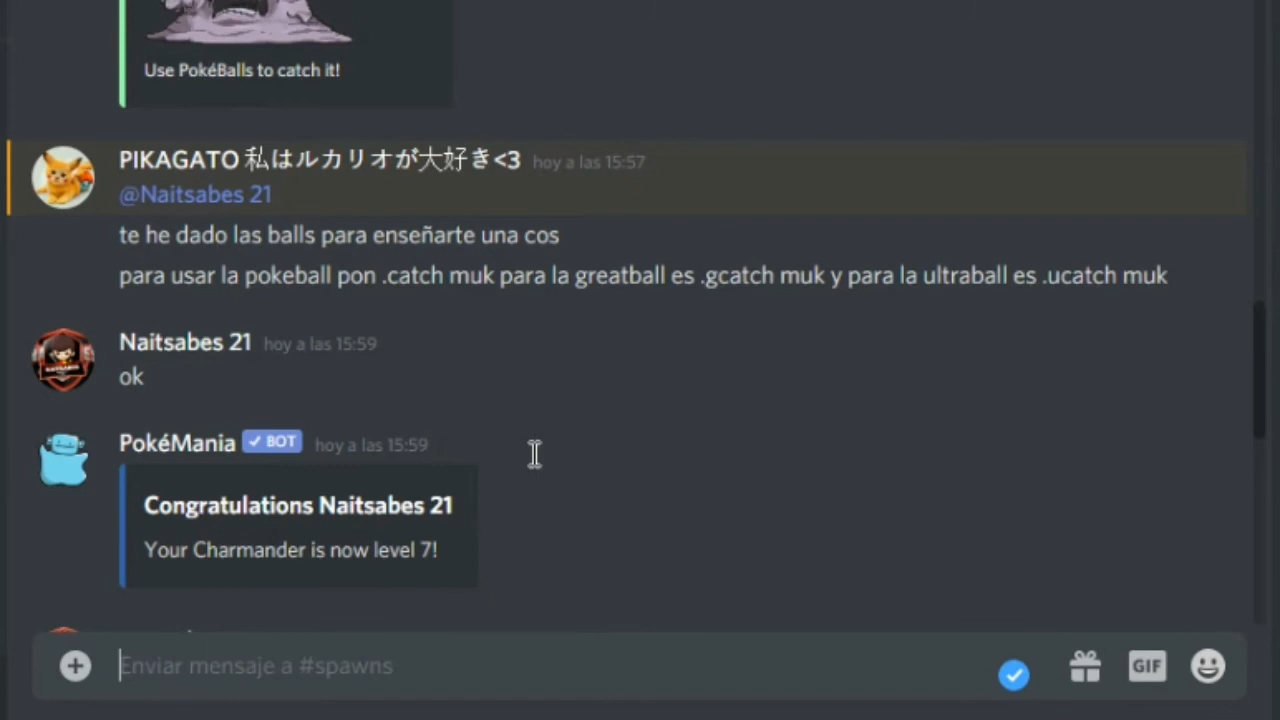 Use PokéBalls to catch it!
PIKAGATO 私はルカリオが大好き<3 hoy a las 15:57
@Naitsabes 21
te he dado las balls para enseñarte una cos
para usar la pokeball pon .catch muk para la greatball es .gcatch muk y para la ultraball es .ucatch muk
Naitsabes 21 hoy a las 15:59
ok
PokéMania ✓ BOT hoy a las 15:59
Congratulations Naitsabes 21
Your Charmander is now level 7!
Enviar mensaje a #spawns
GIF